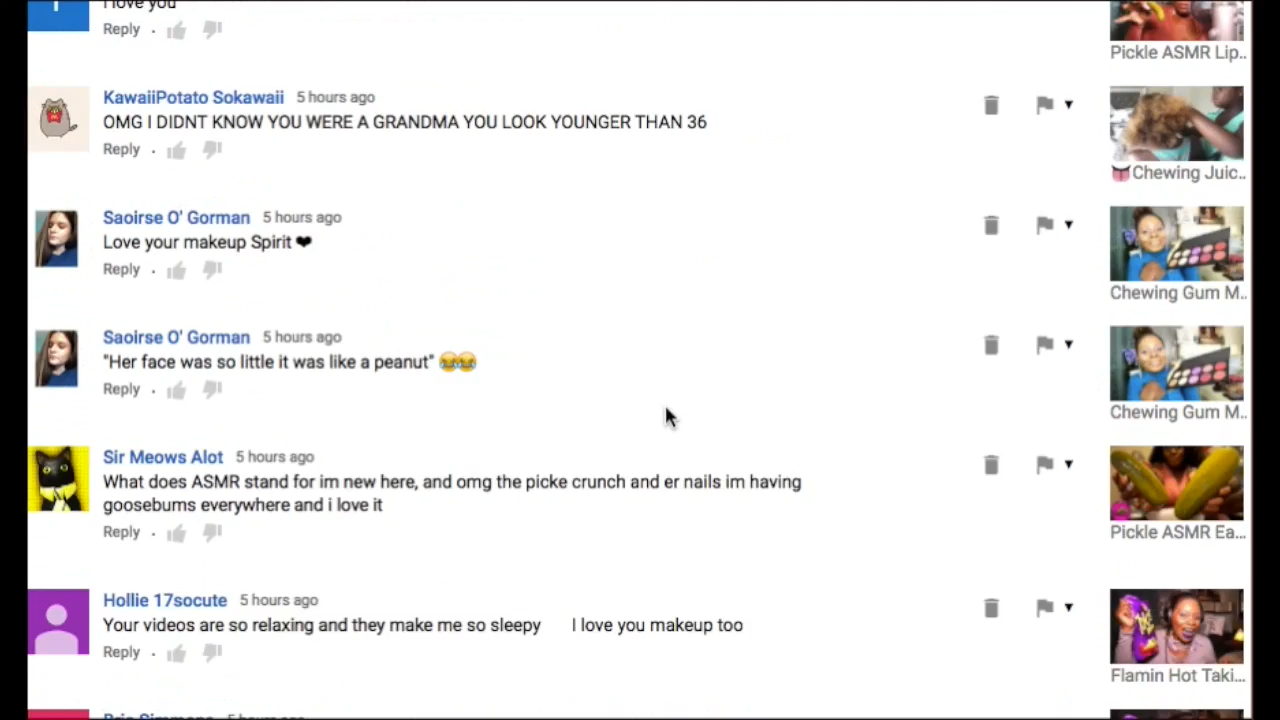 I love you
Reply .
Pickle ASMR Lip..
KawaiiPotato Sokawaii 5 hours ago
OMG I DIDNT KNOW YOU WERE A GRANDMA YOU LOOK YOUNGER THAN 36
Reply .
👅Chewing Juic..
Saoirse O' Gorman 5 hours ago
Love your makeup Spirit ❤
Reply .
Chewing Gum M..
Saoirse O' Gorman 5 hours ago
"Her face was so little it was like a peanut" 😂😂
Reply .
Chewing Gum M..
Sir Meows Alot 5 hours ago
What does ASMR stand for im new here, and omg the picke crunch and er nails im having
goosebums everywhere and i love it
Reply .
Pickle ASMR Ea...
Hollie 17socute 5 hours ago
Your videos are so relaxing and they make me so sleepy I love you makeup too
Reply .
Flamin Hot Taki...
Bria Simmons 5 hours ago